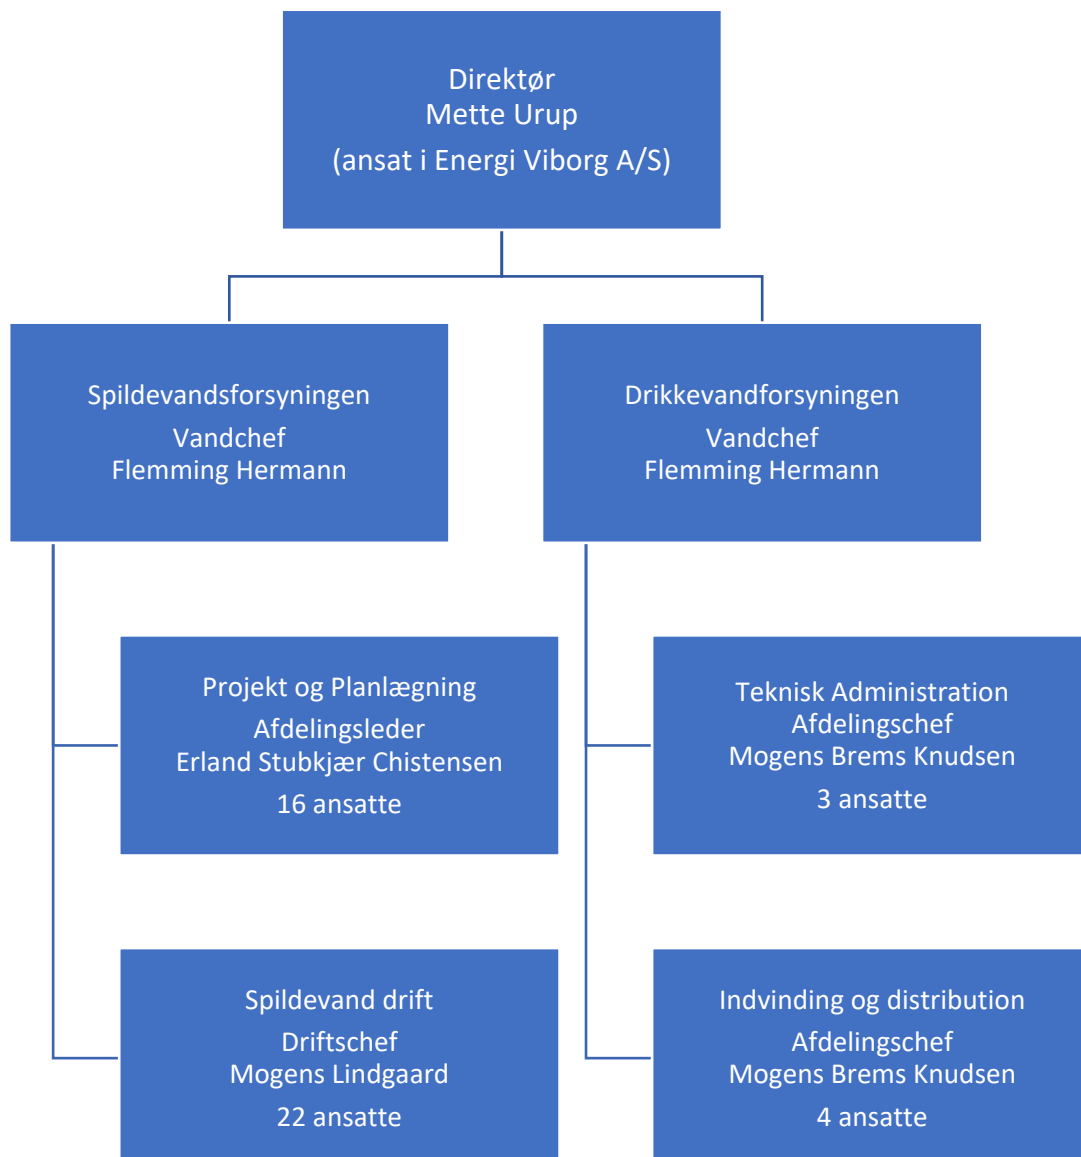 Direktør
Mette Urup
(ansat i Energi Viborg A/S)
Spildevandsforsyningen
Vandchef
Flemming Hermann
Drikkevandforsyningen
Vandchef
Flemming Hermann
Projekt og Planlægning
Afdelingsleder
Erland Stubkjær Chistensen
16 ansatte
Teknisk Administration
Afdelingschef
Mogens Brems Knudsen
3 ansatte
Spildevand drift
Driftschef
Mogens Lindgaard
22 ansatte
Indvinding og distribution
Afdelingschef
Mogens Brems Knudsen
4 ansatte